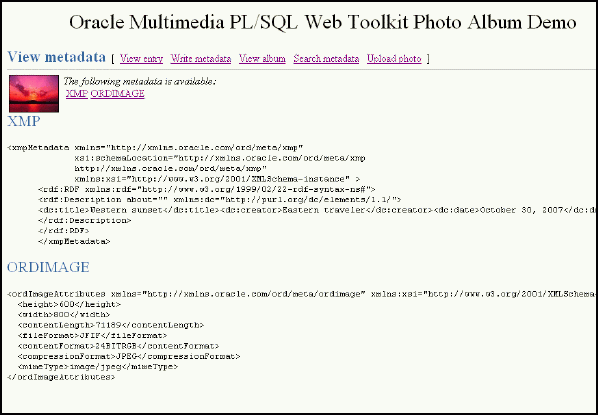 Oracle Multimedia PL/SQL Web Toolkit Photo Album Demo
View metadata [ View entry Write metadata View album Search metadata Upload photo ]
The following metadata is available:
XMP ORDIMAGE
XMP
<xmpMetadata xmlns="http://xmlns.oracle.com/ord/meta/xmp"
xsi:schemaLocation="http://xmlns.oracle.com/ord/meta/xmp
http://xmlns.oracle.com/ord/meta/xmp"
xmlns:xsi="http://www.w3.org/2001/XMLSchema-instance" >
<rdf:RDF xmlns:rdf="http://www.w3.org/1999/02/22-rdf-syntax-ns#">
<rdf:Description about="" xmlns:dc="http://purl.org/dc/elements/1.1/">
<dc:title>Western sunset</dc:title><dc:creator>Eastern traveler</dc:creator><dc:date>October 30, 2007</dc:d
</rdf:Description>
</rdf:RDF>
</xmpMetadata>
ORDIMAGE
<ordImageAttributes xmlns="http://xmlns.oracle.com/ord/meta/ordimage" xmlns:xsi="http://www.w3.org/2001/XMLSchema-
<height>600</height>
<width>800</width>
<contentLength>71189</contentLength>
<fileFormat>JFIF</fileFormat>
<contentFormat>24BITRGB</contentFormat>
<compressionFormat>JPEG</compressionFormat>
<mimeType>image/jpeg</mimeType>
</ordImageAttributes>